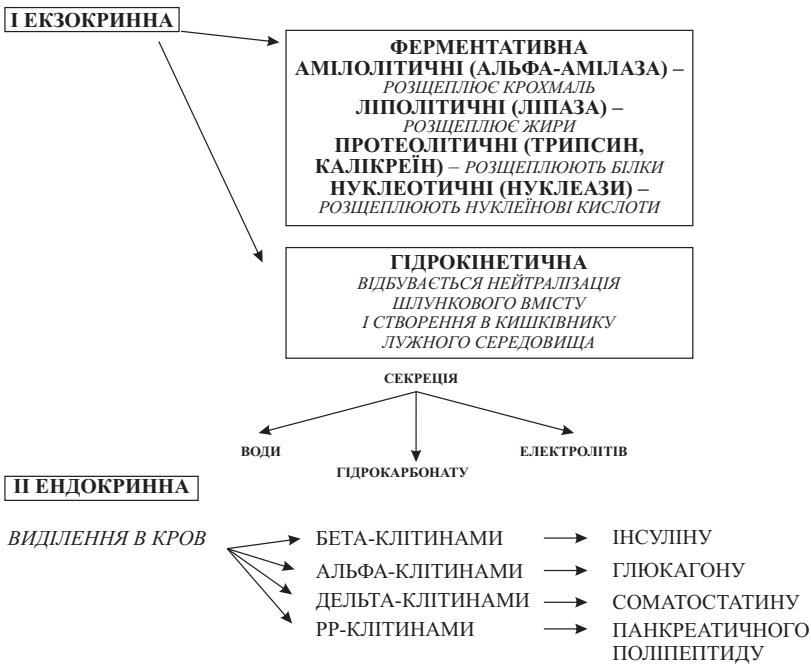 І ЕКЗОКРИННА
ФЕРМЕНТАТИВНА
АМІЛОЛІТИЧНІ (АЛЬФА-АМІЛАЗА) –
РОЗЩЕПЛЮЄ КРОХМАЛЬ
ЛІПОЛІТИЧНІ (ЛІПАЗА) –
РОЗЩЕПЛЮЄ ЖИРИ
ПРОТЕОЛІТИЧНІ (ТРИПСИН,
КАЛІКРЕЇН) – РОЗЩЕПЛЮЮТЬ БІЛКИ
НУКЛЕОТИЧНІ (НУКЛЕАЗИ) –
РОЗЩЕПЛЮЮТЬ НУКЛЕЇНОВІ КИСЛОТИ
ГІДРОКІНЕТИЧНА
ВІДБУВАЄТЬСЯ НЕЙТРАЛІЗАЦІЯ
ШЛУНКОВОГО ВМІСТУ
І СТВОРЕННЯ В КИШКІВНИКУ
ЛУЖНОГО СЕРЕДОВИЩА
СЕКРЕЦІЯ
ВОДИ
ГІДРОКАРБОНАТУ
ЕЛЕКТРОЛІТІВ
ІІ ЕНДОКРИННА
ВИДІЛЕННЯ В КРОВ
БЕТА-КЛІТИНАМИ
ІНСУЛІНУ
АЛЬФА-КЛІТИНАМИ
ГЛЮКАГОНУ
ДЕЛЬТА-КЛІТИНАМИ
СОМАТОСТАТИНУ
РР-КЛІТИНАМИ
ПАНКРЕАТИЧНОГО
ПОЛІПЕПТИДУ